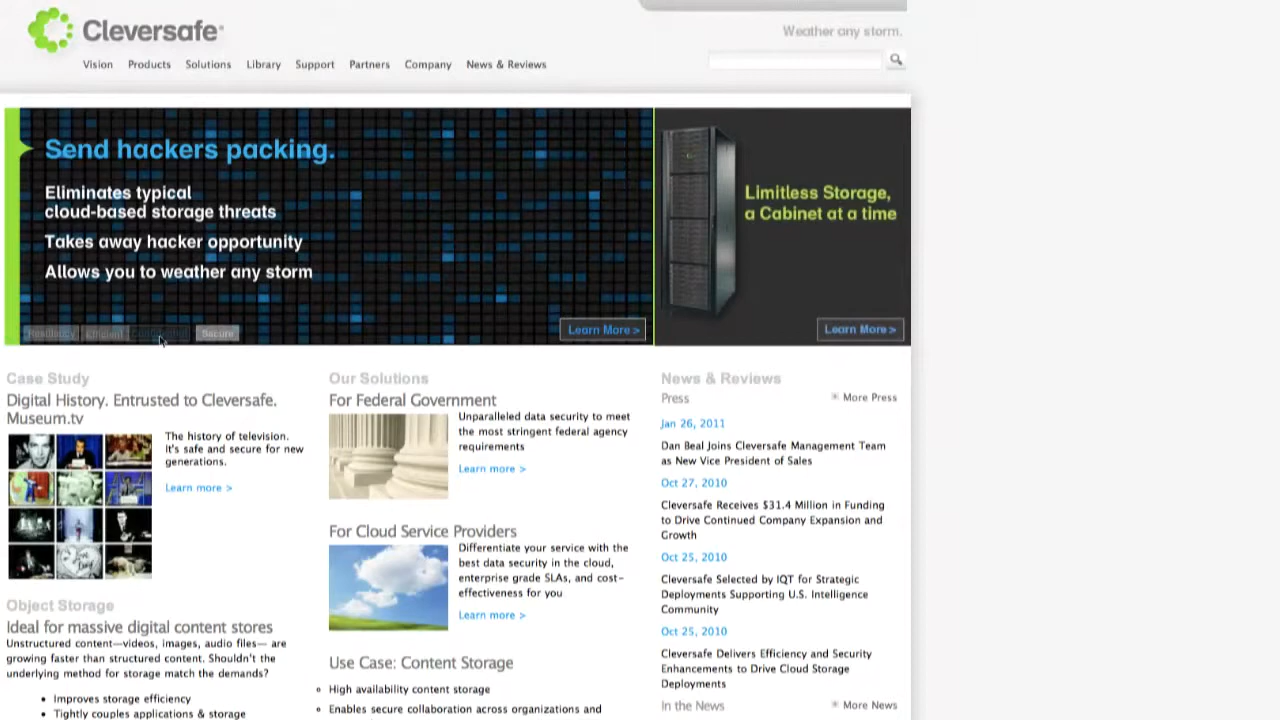 Cleversafe
Weather any storm.
Vision Products Solutions Library Support Partners Company News & Reviews
Send hackers packing.
Eliminates typical
cloud-based storage threats
Takes away hacker opportunity
Allows you to weather any storm
Resiliency Efficient Secure
Learn More >
Limitless Storage,
a Cabinet at a time
Learn More >
Case Study
Digital History. Entrusted to Cleversafe.
Museum.tv
The history of television.
It's safe and secure for new
generations.
Learn more >
Object Storage
Ideal for massive digital content stores
Unstructured content—videos, images, audio files— are
growing faster than structured content. Shouldn't the
underlying method for storage match the demands?
• Improves storage efficiency
• Tightly couples applications & storage
Our Solutions
For Federal Government
Unparalleled data security to meet
the most stringent federal agency
requirements
Learn more >
For Cloud Service Providers
Differentiate your service with the
best data security in the cloud,
enterprise grade SLAs, and cost-
effectiveness for you
Learn more >
Use Case: Content Storage
High availability content storage
Enables secure collaboration across organizations and
News & Reviews
Press
More Press
Jan 26, 2011
Dan Beal Joins Cleversafe Management Team
as New Vice President of Sales
Oct 27, 2010
Cleversafe Receives $31.4 Million in Funding
to Drive Continued Company Expansion and
Growth
Oct 25, 2010
Cleversafe Selected by IQT for Strategic
Deployments Supporting U.S. Intelligence
Community
Oct 25, 2010
Cleversafe Delivers Efficiency and Security
Enhancements to Drive Cloud Storage
Deployments
In the News
More News